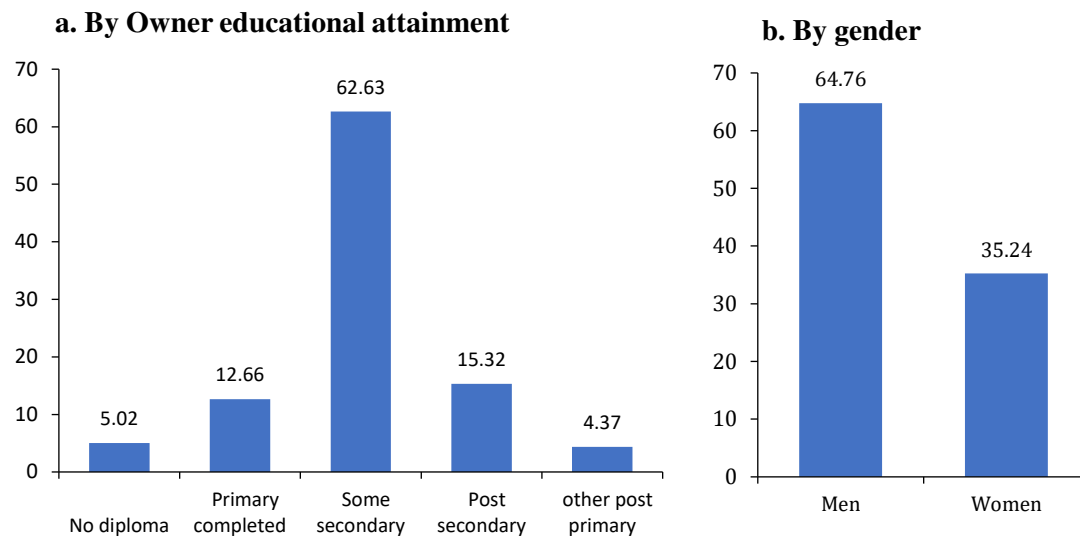 a. By Owner educational attainment
70
60
50
40
30
20
10
0
5.02
12.66
62.63
15.32
4.37
No diploma
Primary
completed
Some
secondary
Post
secondary
other post
primary
b. By gender
70
60
50
40
30
20
10
0
64.76
35.24
Men
Women